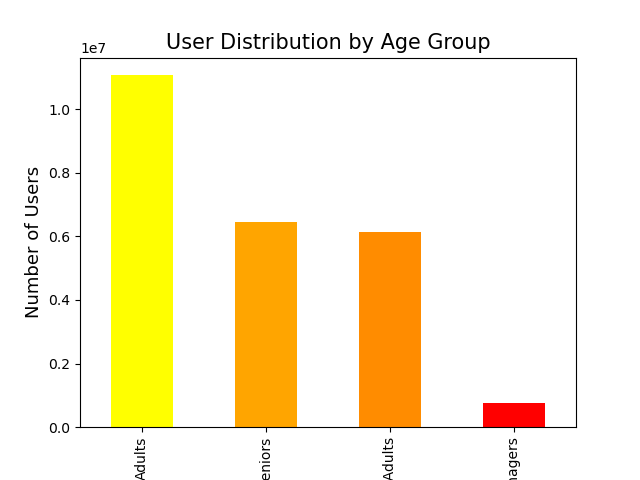 User Distribution by Age Group
1e7
1.0
0.8
0.6
0.4
0.2
0.0
Number of Users
Adults
eniors
Adults
nagers